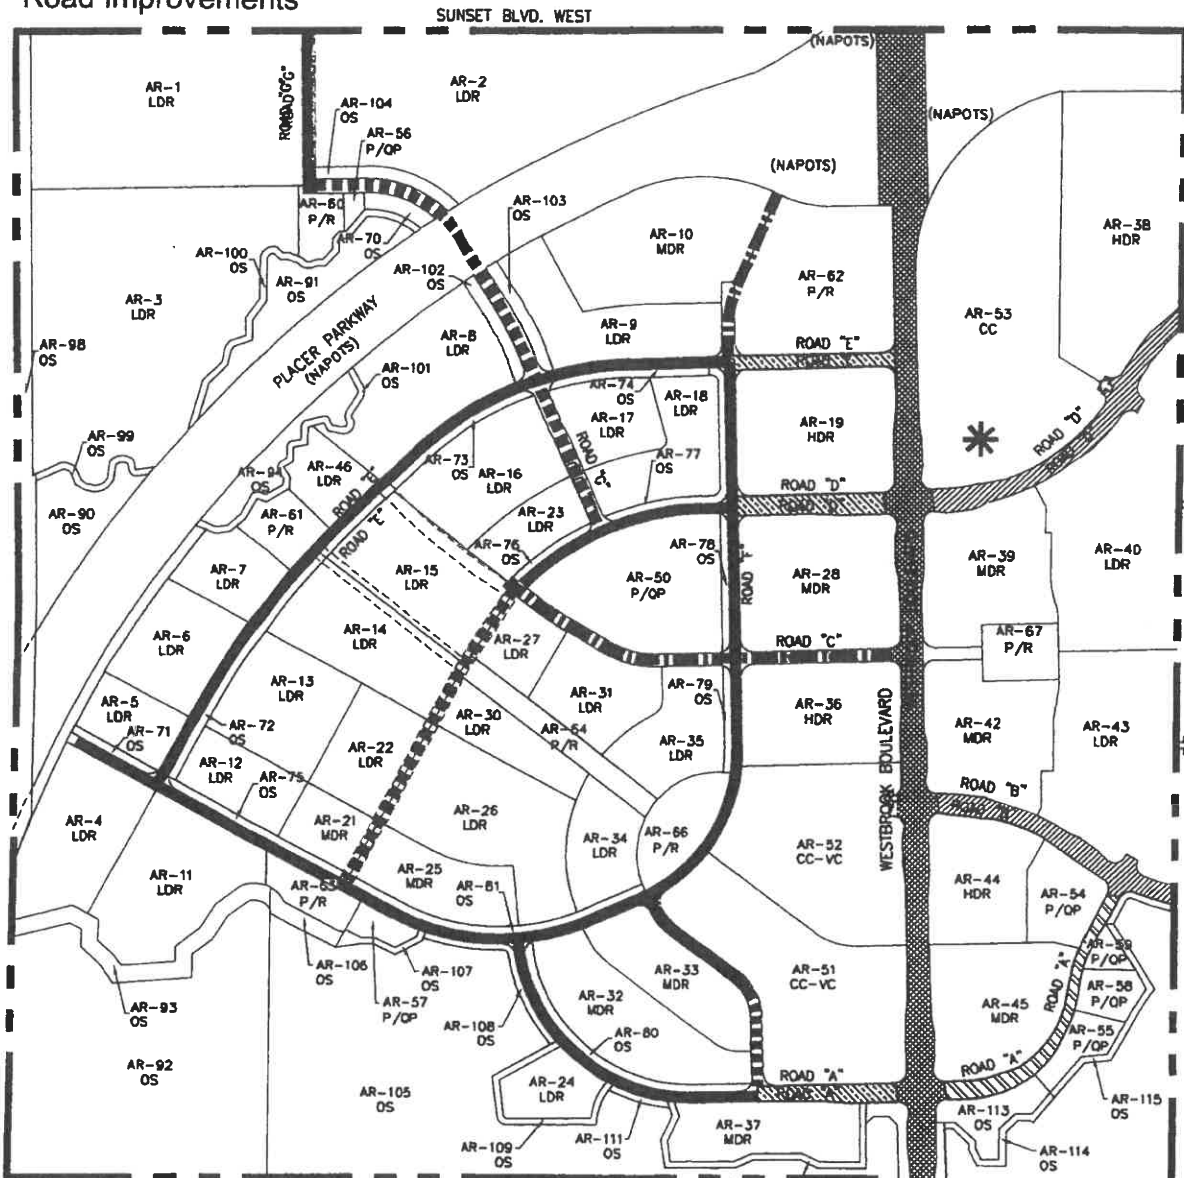 Road Improvements
SUNSET BLVD. WEST
(NAPOTS)
AR-1
LDR
ROAD "G"
AR-2
LDR
AR-104
OS
AR-56
P/QP
(NAPOTS)
(NAPOTS)
AR-60
P/R
AR-70
OS
AR-103
OS
AR-10
MDR
AR-38
HDR
AR-100
OS
AR-91
OS
AR-102
OS
AR-62
P/R
AR-3
LDR
AR-53
CC
AR-98
OS
AR-8
LDR
AR-9
LDR
PLACER PARKWAY
(NAPOTS)
ROAD "E"
AR-101
OS
AR-74
OS
AR-18
LDR
AR-17
LDR
AR-19
HDR
ROAD "D"
AR-99
OS
AR-73
OS
ROAD "C"
AR-77
OS
AR-94
OS
AR-46
LDR
AR-16
LDR
ROAD "E"
ROAD "E"
ROAD "D"
ROAD "D"
AR-90
OS
AR-61
P/R
AR-23
LDR
AR-76
OS
AR-78
OS
AR-7
LDR
AR-15
LDR
AR-50
P/QP
ROAD "F"
AR-28
MDR
AR-39
MDR
AR-40
LDR
AR-6
LDR
AR-14
LDR
AR-27
LDR
ROAD "C"
AR-67
P/R
AR-13
LDR
AR-31
LDR
AR-79
OS
AR-5
LDR
AR-71
OS
AR-72
OS
AR-30
LDR
AR-64
P/R
AR-36
HDR
AR-42
MDR
AR-43
LDR
AR-12
LDR
AR-75
OS
AR-22
LDR
AR-35
LDR
WESTBROOK BOULEVARD
ROAD "B"
AR-4
LDR
AR-21
MDR
AR-26
LDR
AR-34
LDR
AR-66
P/R
AR-52
CC-VC
AR-11
LDR
AR-63
P/R
AR-25
MDR
AR-81
OS
AR-44
HDR
AR-54
P/QP
AR-59
P/QP
AR-106
OS
AR-107
OS
AR-33
MDR
AR-51
CC-VC
ROAD "A"
AR-58
P/QP
AR-93
OS
AR-57
P/QP
AR-108
OS
AR-32
MDR
AR-45
MDR
AR-55
P/QP
AR-80
OS
AR-92
OS
AR-105
OS
AR-24
LDR
ROAD "A"
ROAD "A"
ROAD "A"
AR-115
OS
AR-113
OS
AR-109
OS
AR-111
OS
AR-37
MDR
AR-114
OS